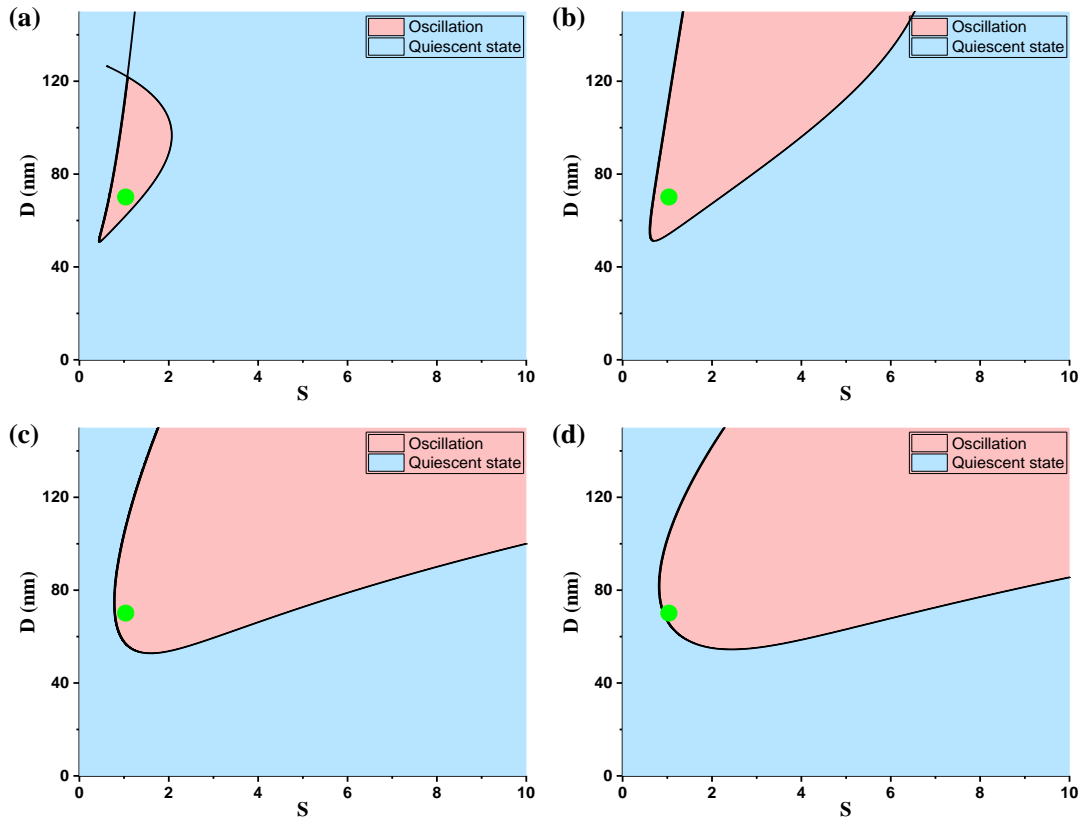 (a)
Oscillation
Quiescent state
D (nm)
120
80
40
0
0 2 4 6 8 10
S
(b)
Oscillation
Quiescent state
D (nm)
120
80
40
0
0 2 4 6 8 10
S
(c)
Oscillation
Quiescent state
D (nm)
120
80
40
0
0 2 4 6 8 10
S
(d)
Oscillation
Quiescent state
D (nm)
120
80
40
0
0 2 4 6 8 10
S